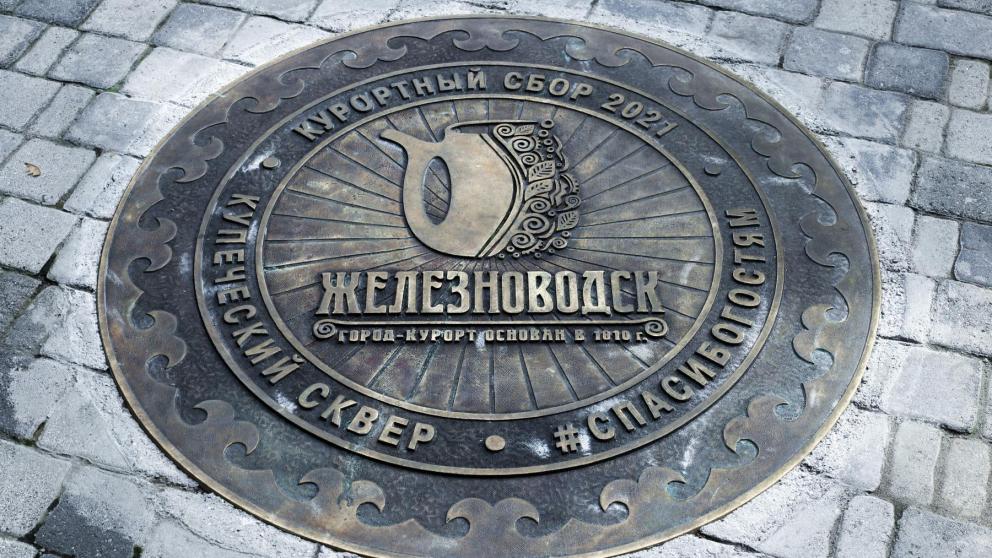 КУРОРТНЫЙ СБОР 2021
ЖЕЛЕЗНОВОДСК
ГОРОД-КУРОРТ ОСНОВАН В 1810 г.
КУПЕЧЕСКИЙ СКВЕР
#СПАСИБОГОСТЯМ